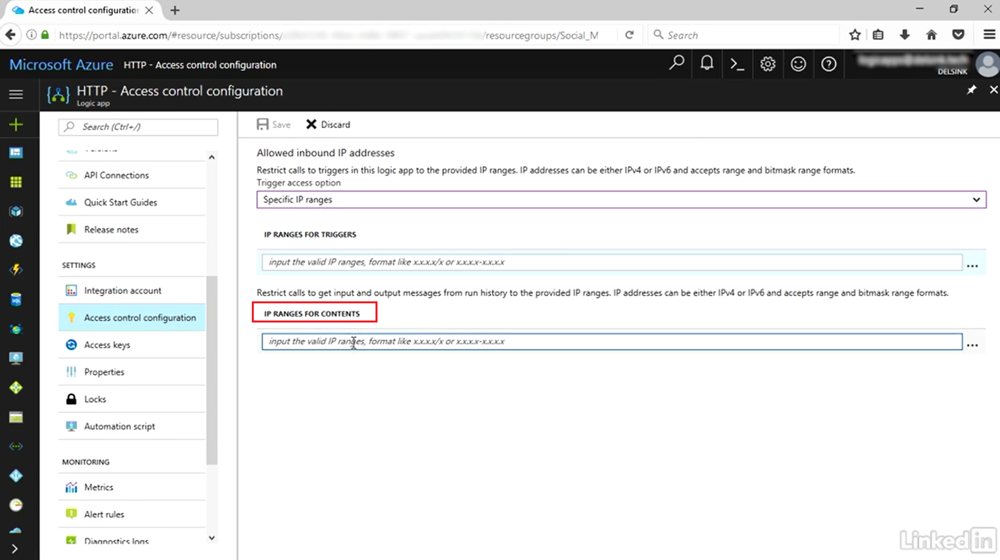 Access control configuration
https://portal.azure.com/#resource/subscriptions/
/resourcegroups/Social_M
Search
Microsoft Azure
HTTP - Access control configuration
DELSINK
HTTP - Access control configuration
Logic app
Search (Ctrl+/)
API Connections
Quick Start Guides
Release notes
SETTINGS
Integration account
Access control configuration
Access keys
Properties
Locks
Automation script
MONITORING
Metrics
Alert rules
Diagnostics logs
Save
Discard
Allowed inbound IP addresses
Restrict calls to triggers in this logic app to the provided IP ranges. IP addresses can be either IPv4 or IPv6 and accepts range and bitmask range formats.
Trigger access option
Specific IP ranges
IP RANGES FOR TRIGGERS
input the valid IP ranges, format like x.x.x.x/x or x.x.x.x-x.x.x.x
...
Restrict calls to get input and output messages from run history to the provided IP ranges. IP addresses can be either IPv4 or IPv6 and accepts range and bitmask range formats.
IP RANGES FOR CONTENTS
input the valid IP ranges, format like x.x.x.x/x or x.x.x.x-x.x.x.x
...
Linked in